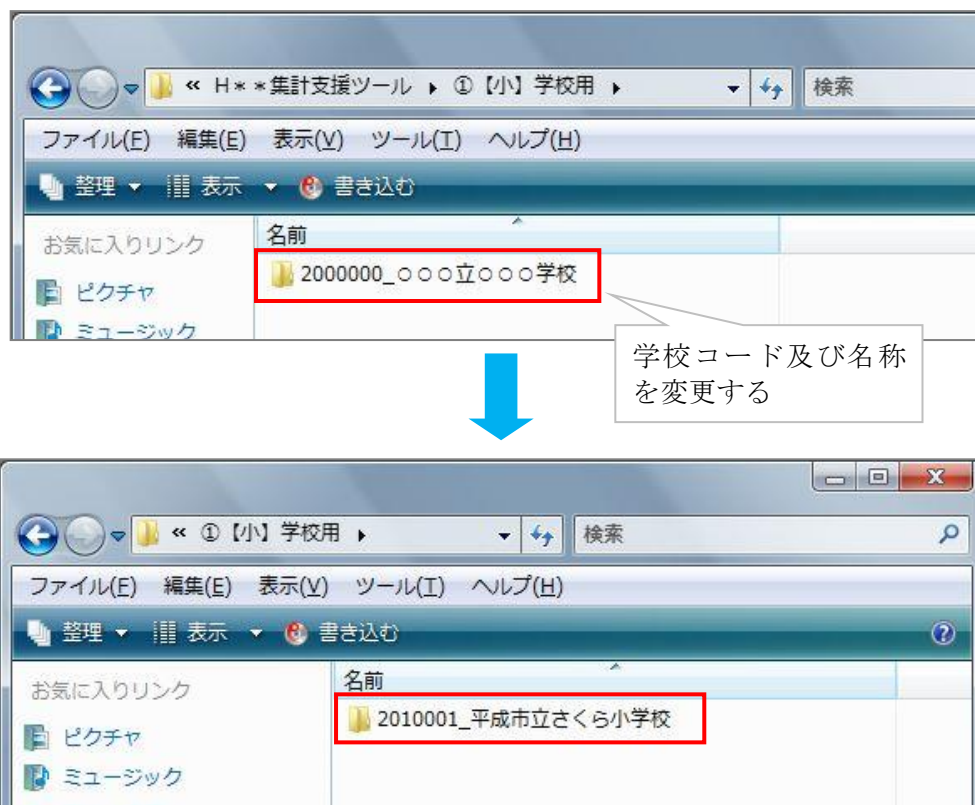 « H＊＊集計支援ツール ▸ ①【小】学校用 ▸ 検索
ファイル(F) 編集(E) 表示(V) ツール(T) ヘルプ(H)
整理 表示 書き込む
お気に入りリンク 名前
2000000_○○○立○○○学校
ピクチャ
ミュージック
学校コード及び名称
を変更する
« ①【小】学校用 ▸ 検索
ファイル(F) 編集(E) 表示(V) ツール(T) ヘルプ(H)
整理 表示 書き込む
お気に入りリンク 名前
2010001_平成市立さくら小学校
ピクチャ
ミュージック